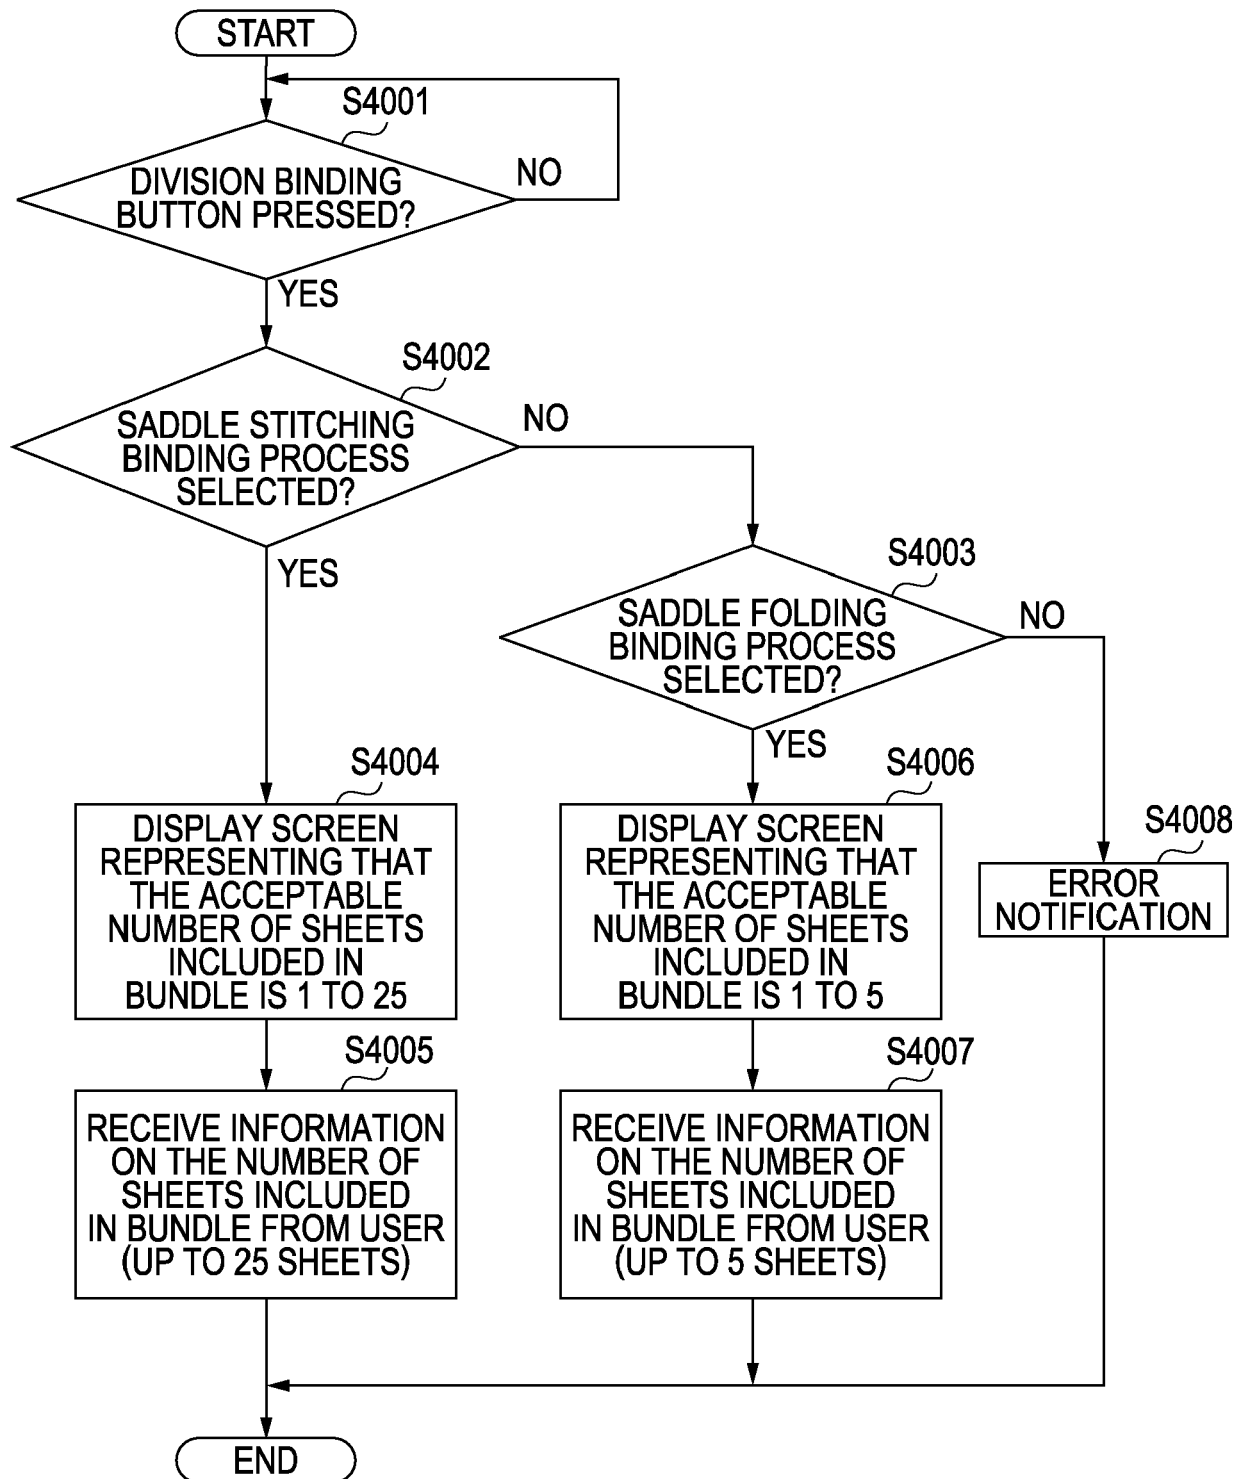 START
S4001
DIVISION BINDING
BUTTON PRESSED?
NO
YES
S4002
SADDLE STITCHING
BINDING PROCESS
SELECTED?
NO
YES
S4003
SADDLE FOLDING
BINDING PROCESS
SELECTED?
NO
YES
S4004
DISPLAY SCREEN
REPRESENTING THAT
THE ACCEPTABLE
NUMBER OF SHEETS
INCLUDED IN
BUNDLE IS 1 TO 25
S4006
DISPLAY SCREEN
REPRESENTING THAT
THE ACCEPTABLE
NUMBER OF SHEETS
INCLUDED IN
BUNDLE IS 1 TO 5
S4008
ERROR
NOTIFICATION
S4005
RECEIVE INFORMATION
ON THE NUMBER OF
SHEETS INCLUDED
IN BUNDLE FROM USER
(UP TO 25 SHEETS)
S4007
RECEIVE INFORMATION
ON THE NUMBER OF
SHEETS INCLUDED
IN BUNDLE FROM USER
(UP TO 5 SHEETS)
END